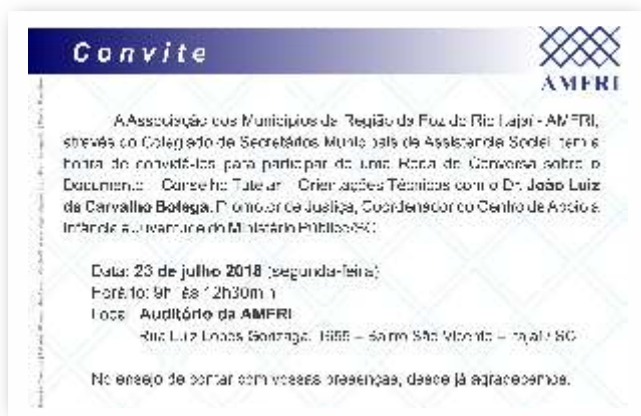 Convite
AMFRI
A Associação dos Municípios da Região da Foz do Rio Itajaí - AMFRI,
através do Colegiado de Secretários Municipais de Assistência Social, tem a
honra de convidá-los para participar de uma Roda de Conversa sobre o
Documento – Conselho Tutelar – Orientações Técnicas com o Dr. João Luiz
de Carvalho Botega, Promotor de Justiça, Coordenador do Centro de Apoio a
Infância e Juventude do Ministério Público/SC.
Data: 23 de julho 2018 (segunda-feira)
Horário: 9h às 12h30min
Local: Auditório da AMFRI
Rua Luiz Lopes Gonzaga, 1655 – Bairro São Vicente – Itajaí / SC
No ensejo de contar com vossas presenças, desde já agradecemos.